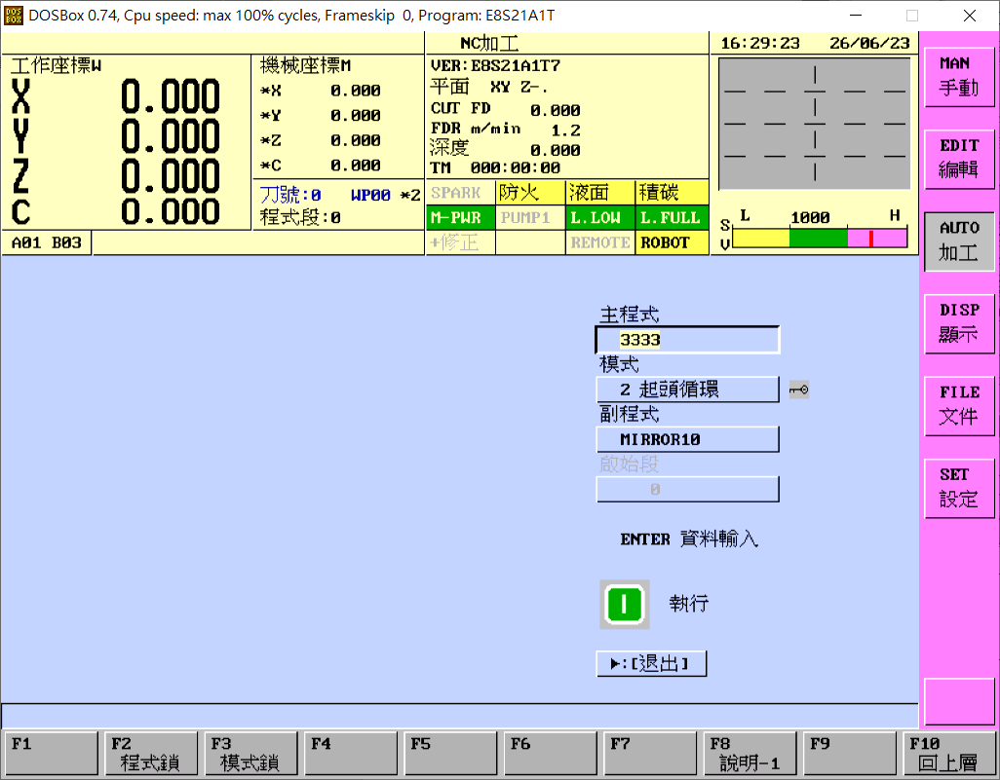 DOSBox 0.74, Cpu speed: max 100% cycles, Frameskip 0, Program: E8S21A1T
NC加工
16:29:23 26/06/23
工作座標W
X 0.000
Y 0.000
Z 0.000
C 0.000
機械座標M
*X 0.000
*Y 0.000
*Z 0.000
*C 0.000
刀號:0 WP00 *2
程式段:0
A01 B03
VER:E8S21A1T7
平面 XY Z-.
CUT FD 0.000
FDR m/min 1.2
深度 0.000
TM 000:00:00
SPARK 防火 液面 積碳
M-PWR PUMP1 L.LOW L.FULL
+修正 REMOTE ROBOT
L 1000 H
S
V
主程式
3333
模式
2 起頭循環
副程式
MIRROR10
啟始段
0
ENTER 資料輸入
執行
▶:[退出]
MAN
手動
EDIT
編輯
AUTO
加工
DISP
顯示
FILE
文件
SET
設定
F1
F2
程式鎖
F3
模式鎖
F4
F5
F6
F7
F8
說明-1
F9
F10
回上層